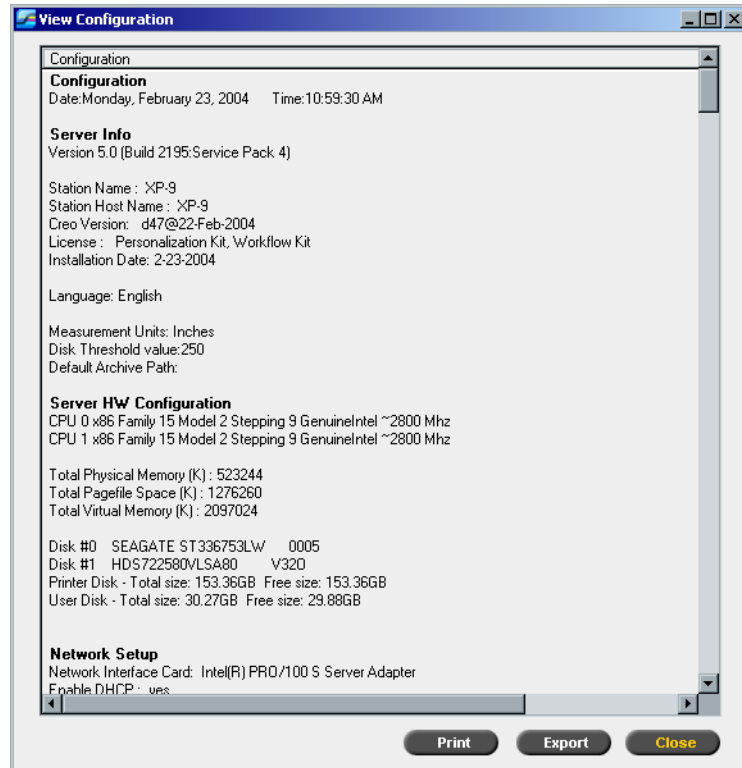 View Configuration
Configuration
Configuration
Date:Monday, February 23, 2004 Time:10:59:30 AM
Server Info
Version 5.0 (Build 2195:Service Pack 4)
Station Name : XP-9
Station Host Name : XP-9
Creo Version: d47@22-Feb-2004
License : Personalization Kit, Workflow Kit
Installation Date: 2-23-2004
Language: English
Measurement Units: Inches
Disk Threshold value:250
Default Archive Path:
Server HW Configuration
CPU 0 x86 Family 15 Model 2 Stepping 9 GenuineIntel ~2800 Mhz
CPU 1 x86 Family 15 Model 2 Stepping 9 GenuineIntel ~2800 Mhz
Total Physical Memory (K) : 523244
Total Pagefile Space (K) : 1276260
Total Virtual Memory (K) : 2097024
Disk #0 SEAGATE ST336753LW 0005
Disk #1 HDS722580VLSA80 V32O
Printer Disk - Total size: 153.36GB Free size: 153.36GB
User Disk - Total size: 30.27GB Free size: 29.88GB
Network Setup
Network Interface Card: Intel(R) PRO/100 S Server Adapter
Enable DHCP : yes
Print Export Close